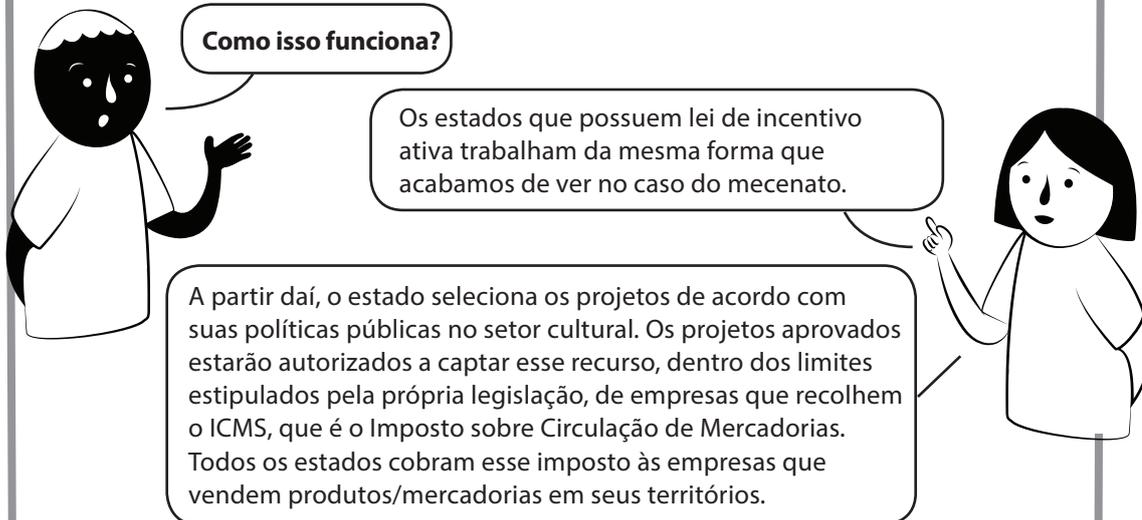 Como isso funciona?
Os estados que possuem lei de incentivo
ativa trabalham da mesma forma que
acabamos de ver no caso do mecenato.
A partir daí, o estado seleciona os projetos de acordo com
suas políticas públicas no setor cultural. Os projetos aprovados
estarão autorizados a captar esse recurso, dentro dos limites
estipulados pela própria legislação, de empresas que recolhem
o ICMS, que é o Imposto sobre Circulação de Mercadorias.
Todos os estados cobram esse imposto às empresas que
vendem produtos/mercadorias em seus territórios.